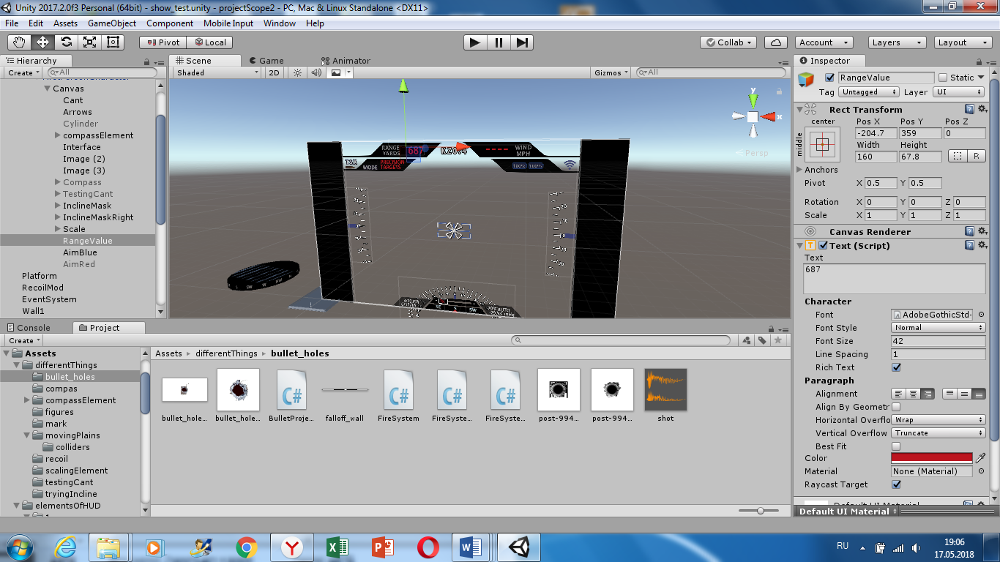 Unity 2017.2.0f3 Personal (64bit) - show_test.unity - projectScope2 - PC, Mac & Linux Standalone <DX11>
File Edit Assets GameObject Component Mobile Input Window Help
Pivot Local Collab Account Layers Layout
Hierarchy
Create All
Canvas
Cant
Arrows
Cylinder
compassElement
Interface
Image (2)
Image (3)
Compass
TestingCant
InclineMask
InclineMaskRight
Scale
RangeValue
AimBlue
AimRed
Platform
RecoilMod
EventSystem
Wall1
Scene Game Animator
Shaded 2D Gizmos All
y
x
Persp
RANGE
YARDS
687
WIND
MPH
MODE
PRECISION
TARGETS
100% 100%
SE S SW
Inspector
RangeValue Static
Tag Untagged Layer UI
Rect Transform
center Pos X Pos Y Pos Z
middle -204.7 359 0
Width Height
160 67.8 R
Anchors
Pivot X 0.5 Y 0.5
Rotation X 0 Y 0 Z 0
Scale X 1 Y 1 Z 1
Canvas Renderer
Text (Script)
Text
687
Character
Font AdobeGothicStd-
Font Style Normal
Font Size 42
Line Spacing 1
Rich Text
Paragraph
Alignment
Align By Geometr
Horizontal Overflo Wrap
Vertical Overflow Truncate
Best Fit
Color
Material None (Material)
Raycast Target
Default UI Material
Default UI Material
Console Project
Create
Assets
differentThings
bullet_holes
compas
compassElement
figures
mark
movingPlains
colliders
recoil
scalingElement
testingCant
tryingIncline
elementsOfHUD
Assets differentThings bullet_holes
bullet_hole... bullet_hole... BulletProje... falloff_wall FireSystem FireSyste... FireSyste... post-994... post-994... shot
RU
19:06
17.05.2018